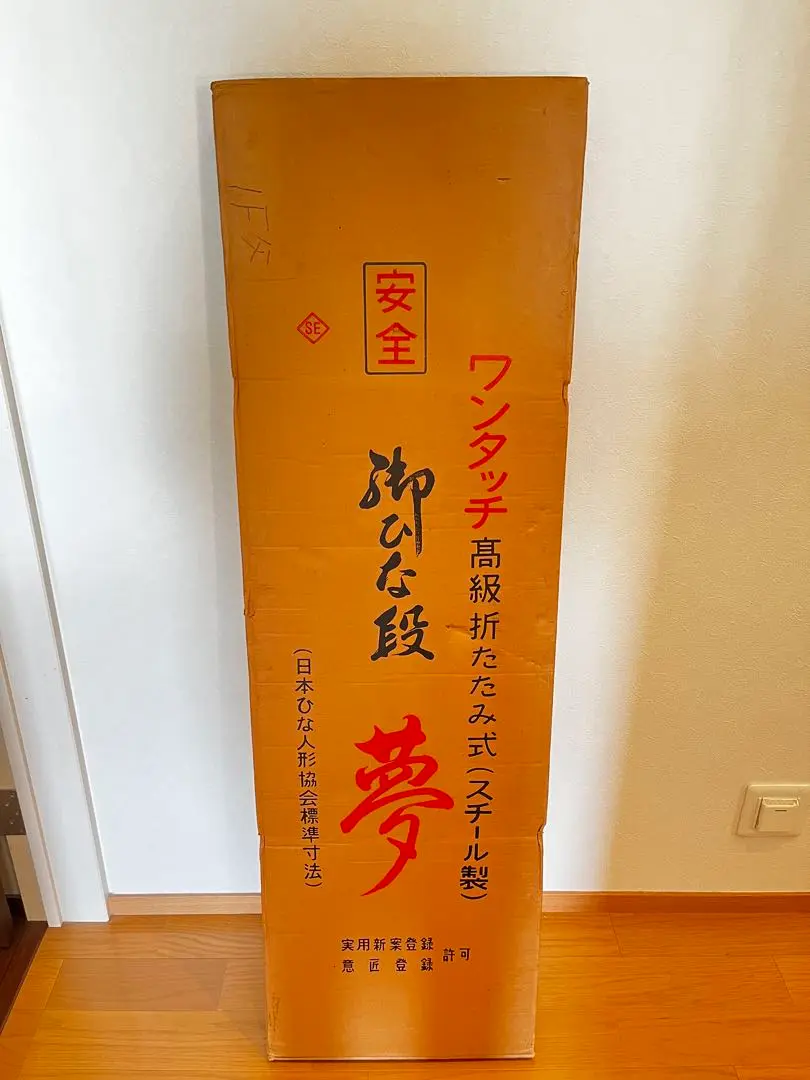 安全
SE
ワンタッチ高級折たたみ式(スチール製)
御ひな段
夢
(日本ひな人形協会標準寸法)
実用新案登録
意匠登録
許可